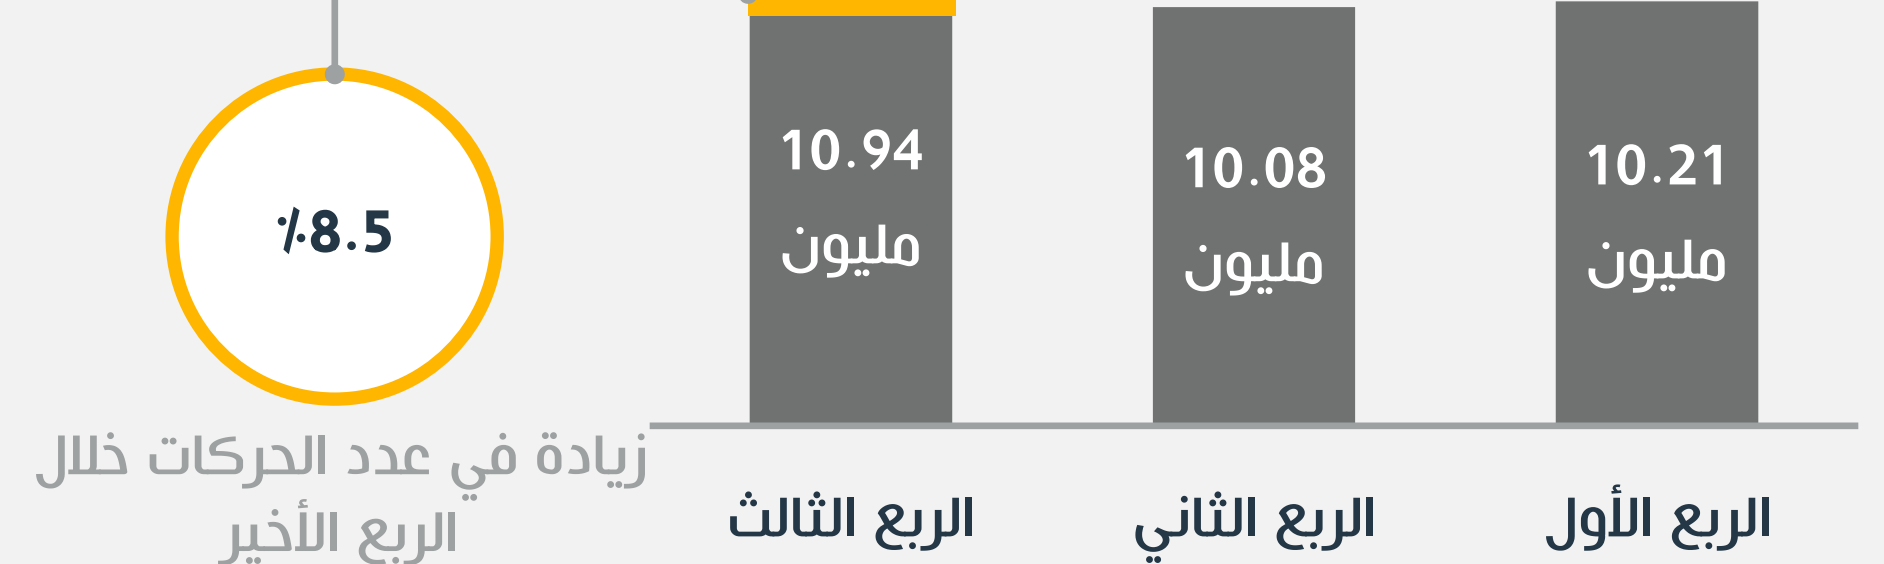 10.21
مليون
الربع الأول
10.08
مليون
الربع الثاني
10.94
مليون
الربع الثالث
٪8.5
زيادة في عدد الحركات خلال
الربع الأخير